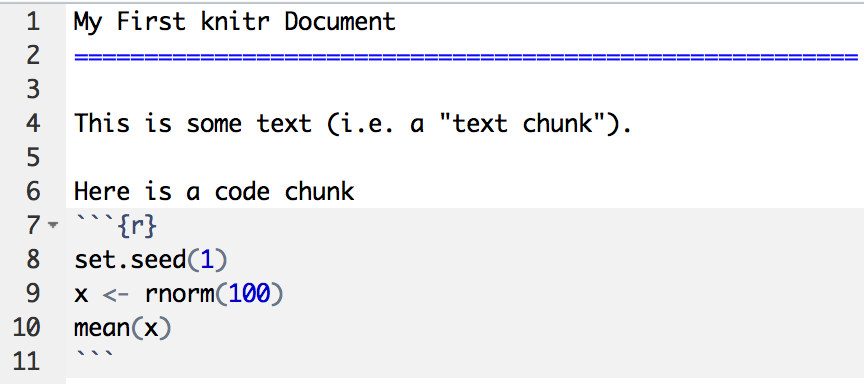 1 My First knitr Document
2 ========================================================
3
4 This is some text (i.e. a "text chunk").
5
6 Here is a code chunk
7 ```{r}
8 set.seed(1)
9 x <- rnorm(100)
10 mean(x)
11 ```